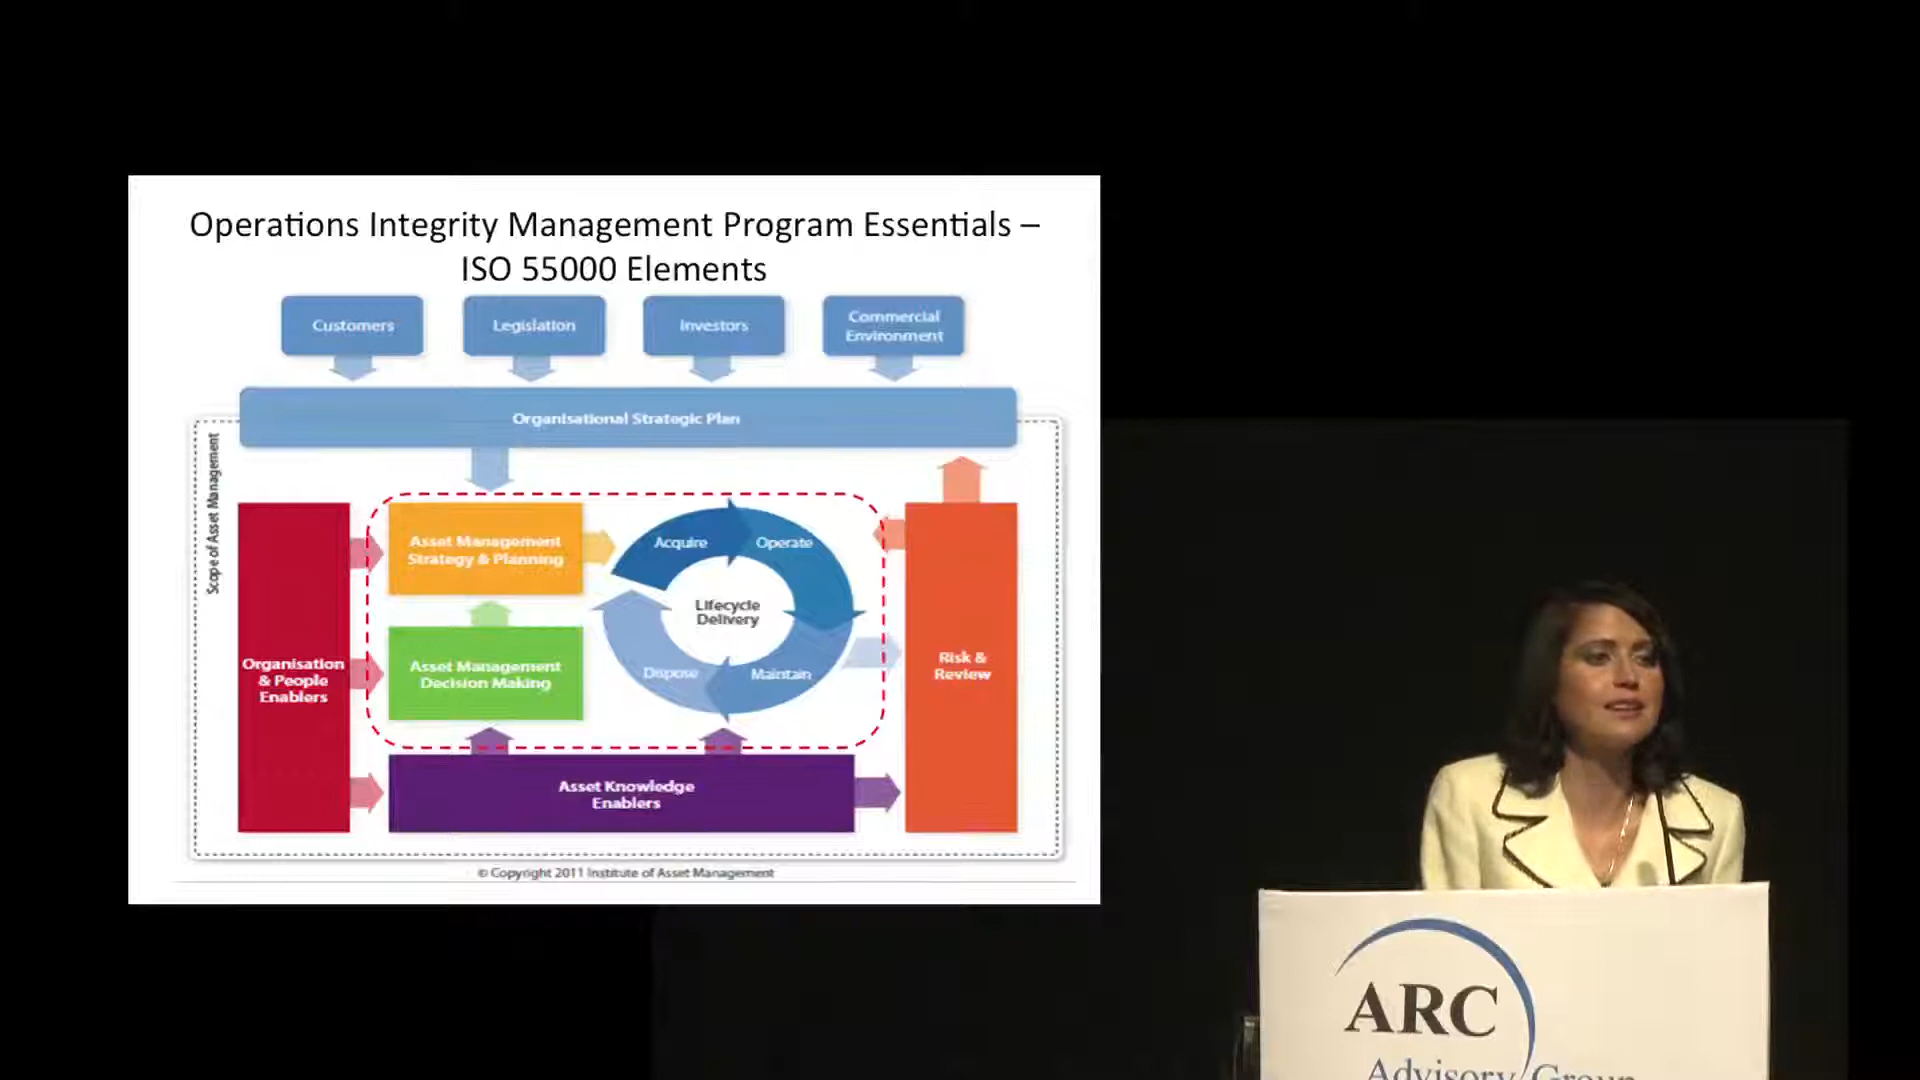 Operations Integrity Management Program Essentials –
ISO 55000 Elements
Customers
Legislation
Investors
Commercial
Environment
Organisational Strategic Plan
Scope of Asset Management
Organisation
& People
Enablers
Asset Management
Strategy & Planning
Asset Management
Decision Making
Acquire
Operate
Lifecycle
Delivery
Dispose
Maintain
Risk &
Review
Asset Knowledge
Enablers
© Copyright 2011 Institute of Asset Management
ARC
Advisory Group